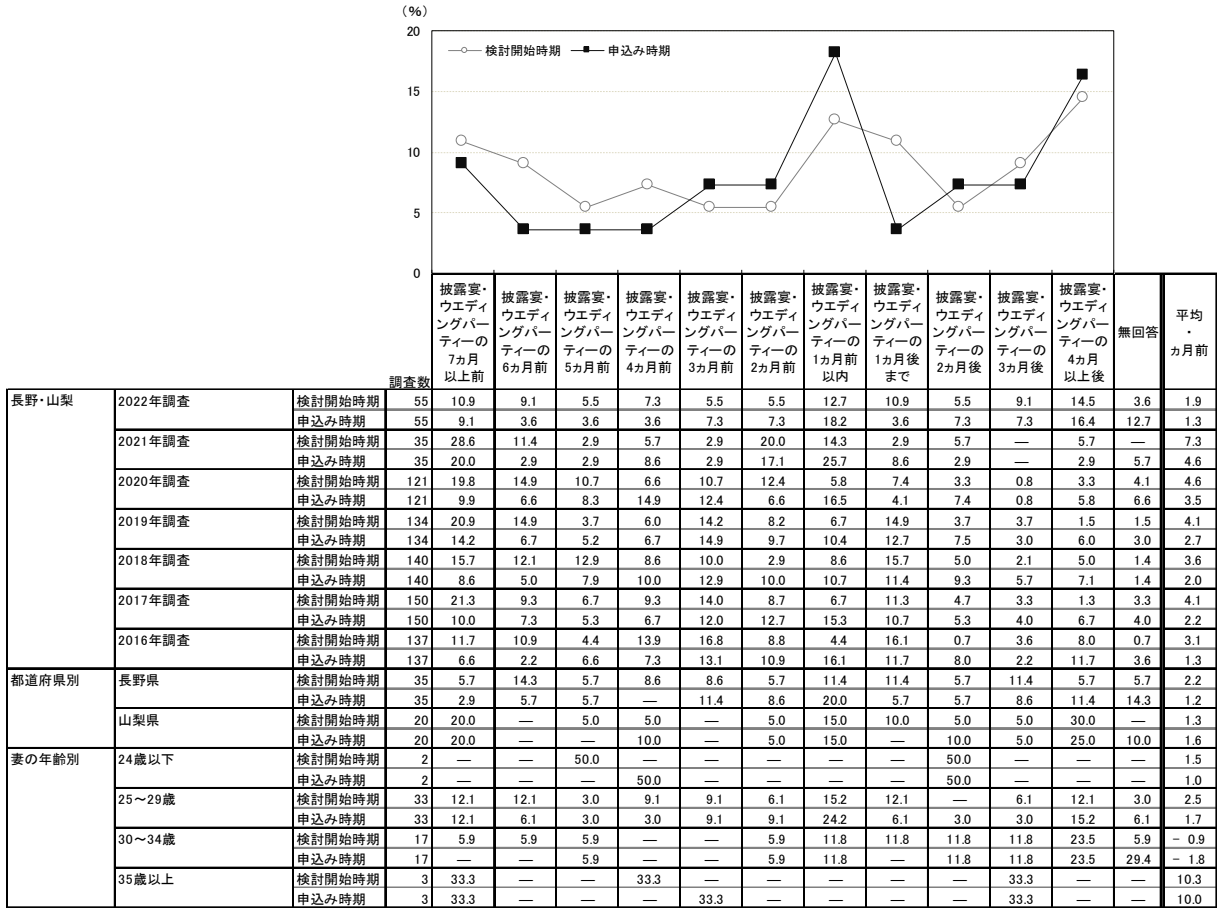 (%)
20
15
10
5
0
検討開始時期 申込み時期
調査数 披露宴・ウエディングパーティーの7ヵ月以上前 披露宴・ウエディングパーティーの6ヵ月前 披露宴・ウエディングパーティーの5ヵ月前 披露宴・ウエディングパーティーの4ヵ月前 披露宴・ウエディングパーティーの3ヵ月前 披露宴・ウエディングパーティーの2ヵ月前 披露宴・ウエディングパーティーの1ヵ月前以内 披露宴・ウエディングパーティーの1ヵ月後まで 披露宴・ウエディングパーティーの2ヵ月後 披露宴・ウエディングパーティーの3ヵ月後 披露宴・ウエディングパーティーの4ヵ月以上後 無回答 平均・ヵ月前
長野・山梨 2022年調査 検討開始時期 55 10.9 9.1 5.5 7.3 5.5 5.5 12.7 10.9 5.5 9.1 14.5 3.6 1.9
申込み時期 55 9.1 3.6 3.6 3.6 7.3 7.3 18.2 3.6 7.3 7.3 16.4 12.7 1.3
2021年調査 検討開始時期 35 28.6 11.4 2.9 5.7 2.9 20.0 14.3 2.9 5.7 — 5.7 — 7.3
申込み時期 35 20.0 2.9 2.9 8.6 2.9 17.1 25.7 8.6 2.9 — 2.9 5.7 4.6
2020年調査 検討開始時期 121 19.8 14.9 10.7 6.6 10.7 12.4 5.8 7.4 3.3 0.8 3.3 4.1 4.6
申込み時期 121 9.9 6.6 8.3 14.9 12.4 6.6 16.5 4.1 7.4 0.8 5.8 6.6 3.5
2019年調査 検討開始時期 134 20.9 14.9 3.7 6.0 14.2 8.2 6.7 14.9 3.7 3.7 1.5 1.5 4.1
申込み時期 134 14.2 6.7 5.2 6.7 14.9 9.7 10.4 12.7 7.5 3.0 6.0 3.0 2.7
2018年調査 検討開始時期 140 15.7 12.1 12.9 8.6 10.0 2.9 8.6 15.7 5.0 2.1 5.0 1.4 3.6
申込み時期 140 8.6 5.0 7.9 10.0 12.9 10.0 10.7 11.4 9.3 5.7 7.1 1.4 2.0
2017年調査 検討開始時期 150 21.3 9.3 6.7 9.3 14.0 8.7 6.7 11.3 4.7 3.3 1.3 3.3 4.1
申込み時期 150 10.0 7.3 5.3 6.7 12.0 12.7 15.3 10.7 5.3 4.0 6.7 4.0 2.2
2016年調査 検討開始時期 137 11.7 10.9 4.4 13.9 16.8 8.8 4.4 16.1 0.7 3.6 8.0 0.7 3.1
申込み時期 137 6.6 2.2 6.6 7.3 13.1 10.9 16.1 11.7 8.0 2.2 11.7 3.6 1.3
都道府県別 長野県 検討開始時期 35 5.7 14.3 5.7 8.6 8.6 5.7 11.4 11.4 5.7 11.4 5.7 5.7 2.2
申込み時期 35 2.9 5.7 5.7 — 11.4 8.6 20.0 5.7 5.7 8.6 11.4 14.3 1.2
山梨県 検討開始時期 20 20.0 — 5.0 5.0 — 5.0 15.0 10.0 5.0 5.0 30.0 — 1.3
申込み時期 20 20.0 — — 10.0 — 5.0 15.0 — 10.0 5.0 25.0 10.0 1.6
妻の年齢別 24歳以下 検討開始時期 2 — — 50.0 — — — — — 50.0 — — — 1.5
申込み時期 2 — — — 50.0 — — — — 50.0 — — — 1.0
25～29歳 検討開始時期 33 12.1 12.1 3.0 9.1 9.1 6.1 15.2 12.1 — 6.1 12.1 3.0 2.5
申込み時期 33 12.1 6.1 3.0 3.0 9.1 9.1 24.2 6.1 3.0 3.0 15.2 6.1 1.7
30～34歳 検討開始時期 17 5.9 5.9 5.9 — — 5.9 11.8 11.8 11.8 11.8 23.5 5.9 － 0.9
申込み時期 17 — — 5.9 — — 5.9 11.8 — 11.8 11.8 23.5 29.4 － 1.8
35歳以上 検討開始時期 3 33.3 — — 33.3 — — — — — 33.3 — — 10.3
申込み時期 3 33.3 — — — 33.3 — — — — 33.3 — — 10.0